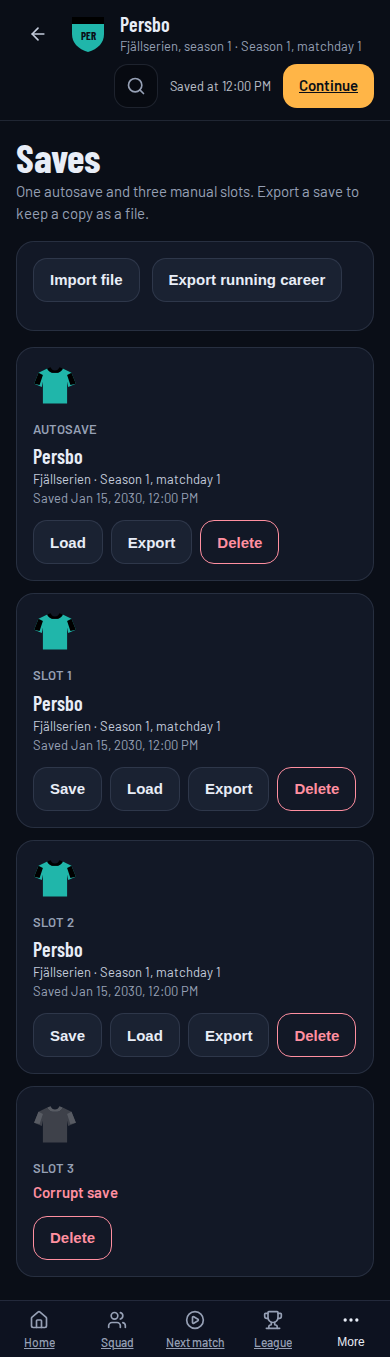 PER
Persbo
Fjällserien, season 1 · Season 1, matchday 1
Saved at 12:00 PM
Continue
Saves
One autosave and three manual slots. Export a save to
keep a copy as a file.
Import file
Export running career
AUTOSAVE
Persbo
Fjällserien · Season 1, matchday 1
Saved Jan 15, 2030, 12:00 PM
Load
Export
Delete
SLOT 1
Persbo
Fjällserien · Season 1, matchday 1
Saved Jan 15, 2030, 12:00 PM
Save
Load
Export
Delete
SLOT 2
Persbo
Fjällserien · Season 1, matchday 1
Saved Jan 15, 2030, 12:00 PM
Save
Load
Export
Delete
SLOT 3
Corrupt save
Delete
Home
Squad
Next match
League
More